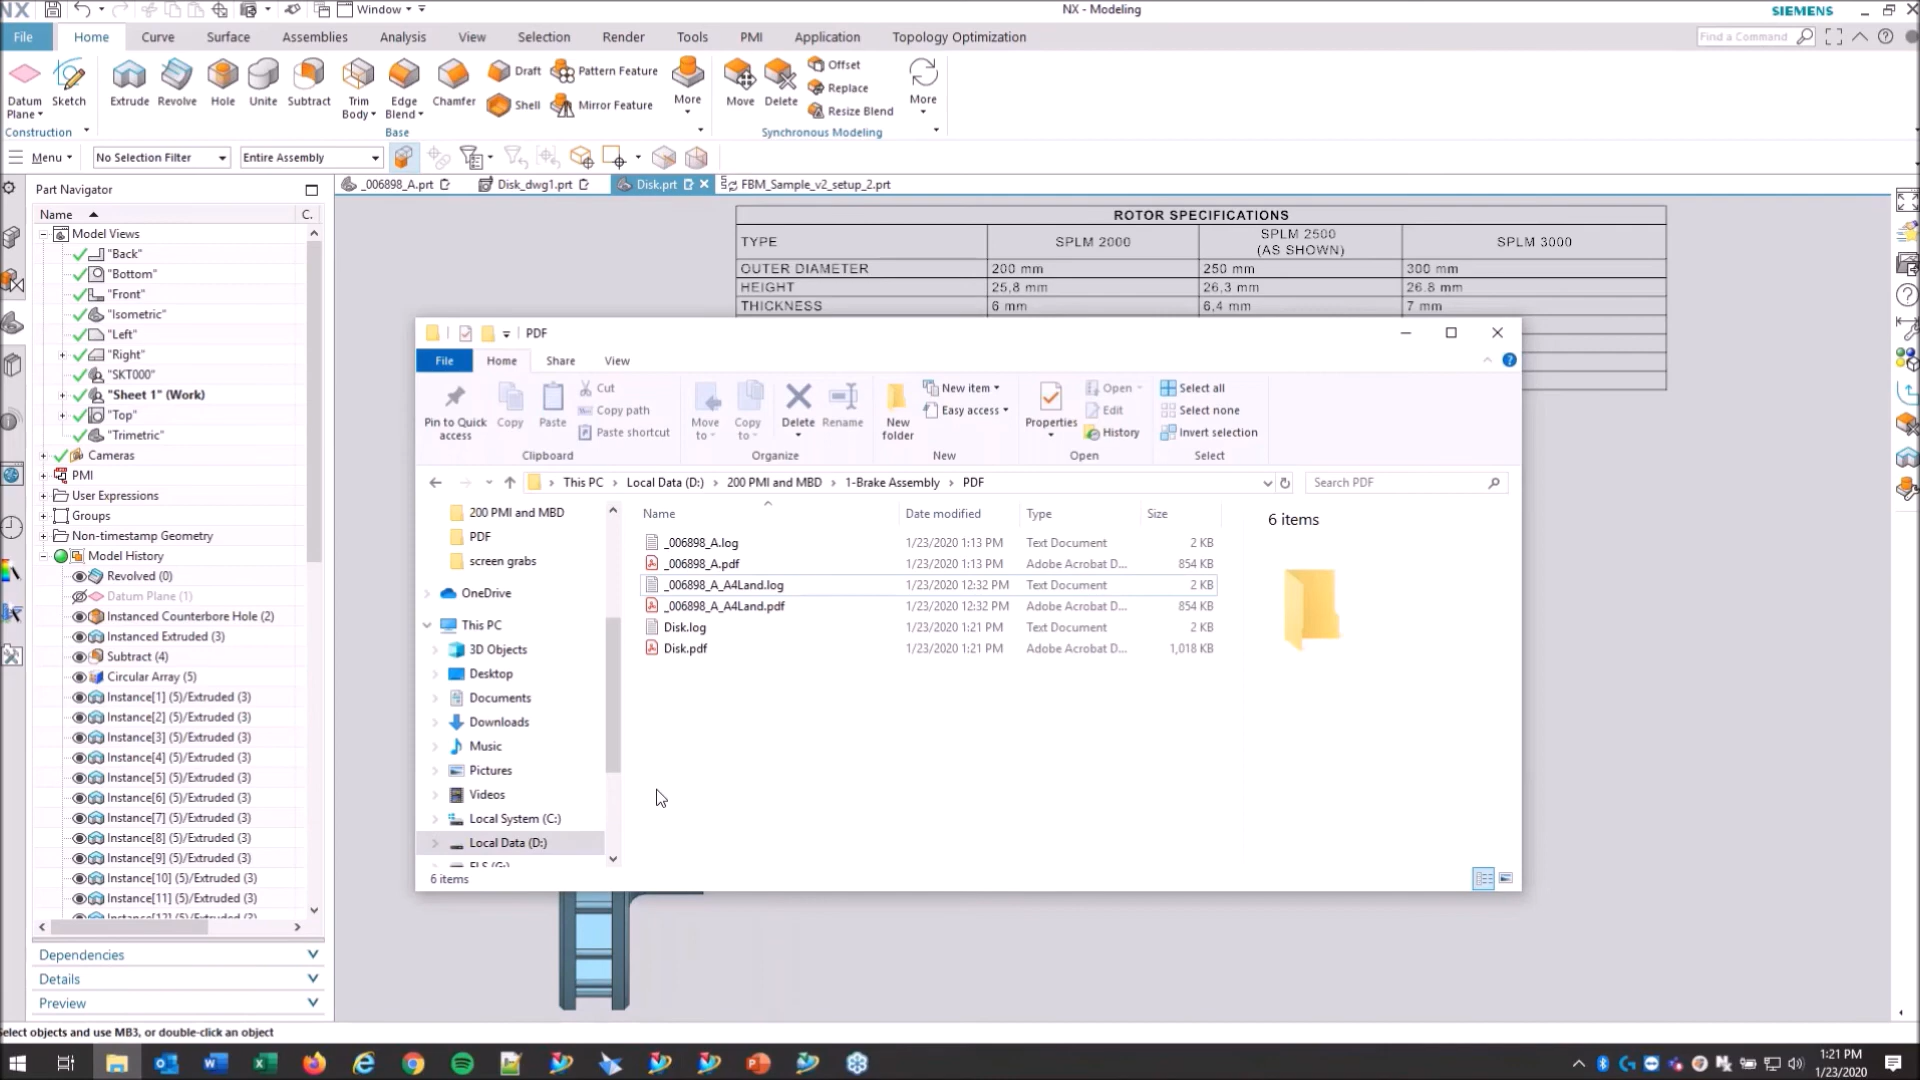 NX
Window
NX - Modeling
SIEMENS
File Home Curve Surface Assemblies Analysis View Selection Render Tools PMI Application Topology Optimization
Find a Command
Datum Plane
Sketch
Extrude
Revolve
Hole
Unite
Subtract
Trim Body
Edge Blend
Chamfer
Draft
Shell
Pattern Feature
Mirror Feature
More
Move
Delete
Offset
Replace
Resize Blend
More
Construction
Base
Synchronous Modeling
Menu
No Selection Filter
Entire Assembly
Part Navigator
_006898_A.prt
Disk_dwg1.prt
Disk.prt
FBM_Sample_v2_setup_2.prt
Name C.
Model Views
"Back"
"Bottom"
"Front"
"Isometric"
"Left"
"Right"
"SKT000"
"Sheet 1" (Work)
"Top"
"Trimetric"
Cameras
PMI
User Expressions
Groups
Non-timestamp Geometry
Model History
Revolved (0)
Datum Plane (1)
Instanced Counterbore Hole (2)
Instanced Extruded (3)
Subtract (4)
Circular Array (5)
Instance[1] (5)/Extruded (3)
Instance[2] (5)/Extruded (3)
Instance[3] (5)/Extruded (3)
Instance[4] (5)/Extruded (3)
Instance[5] (5)/Extruded (3)
Instance[6] (5)/Extruded (3)
Instance[7] (5)/Extruded (3)
Instance[8] (5)/Extruded (3)
Instance[9] (5)/Extruded (3)
Instance[10] (5)/Extruded (3)
Instance[11] (5)/Extruded (3)
Instance[12] (5)/Extruded (3)
Dependencies
Details
Preview
ROTOR SPECIFICATIONS
TYPE SPLM 2000 SPLM 2500 (AS SHOWN) SPLM 3000
OUTER DIAMETER 200 mm 250 mm 300 mm
HEIGHT 25,8 mm 26,3 mm 26.8 mm
THICKNESS 6 mm 6,4 mm 7 mm
PDF
File Home Share View
Pin to Quick access
Copy
Paste
Cut
Copy path
Paste shortcut
Move to
Copy to
Delete
Rename
New folder
New item
Easy access
Properties
Open
Edit
History
Select all
Select none
Invert selection
Clipboard
Organize
New
Open
Select
This PC › Local Data (D:) › 200 PMI and MBD › 1-Brake Assembly › PDF
Search PDF
200 PMI and MBD
PDF
screen grabs
OneDrive
This PC
3D Objects
Desktop
Documents
Downloads
Music
Pictures
Videos
Local System (C:)
Local Data (D:)
Name Date modified Type Size
_006898_A.log 1/23/2020 1:13 PM Text Document 2 KB
_006898_A.pdf 1/23/2020 1:13 PM Adobe Acrobat D... 854 KB
_006898_A_A4Land.log 1/23/2020 12:32 PM Text Document 2 KB
_006898_A_A4Land.pdf 1/23/2020 12:32 PM Adobe Acrobat D... 854 KB
Disk.log 1/23/2020 1:21 PM Text Document 2 KB
Disk.pdf 1/23/2020 1:21 PM Adobe Acrobat D... 1,018 KB
6 items
6 items
Select objects and use MB3, or double-click an object
1:21 PM
1/23/2020